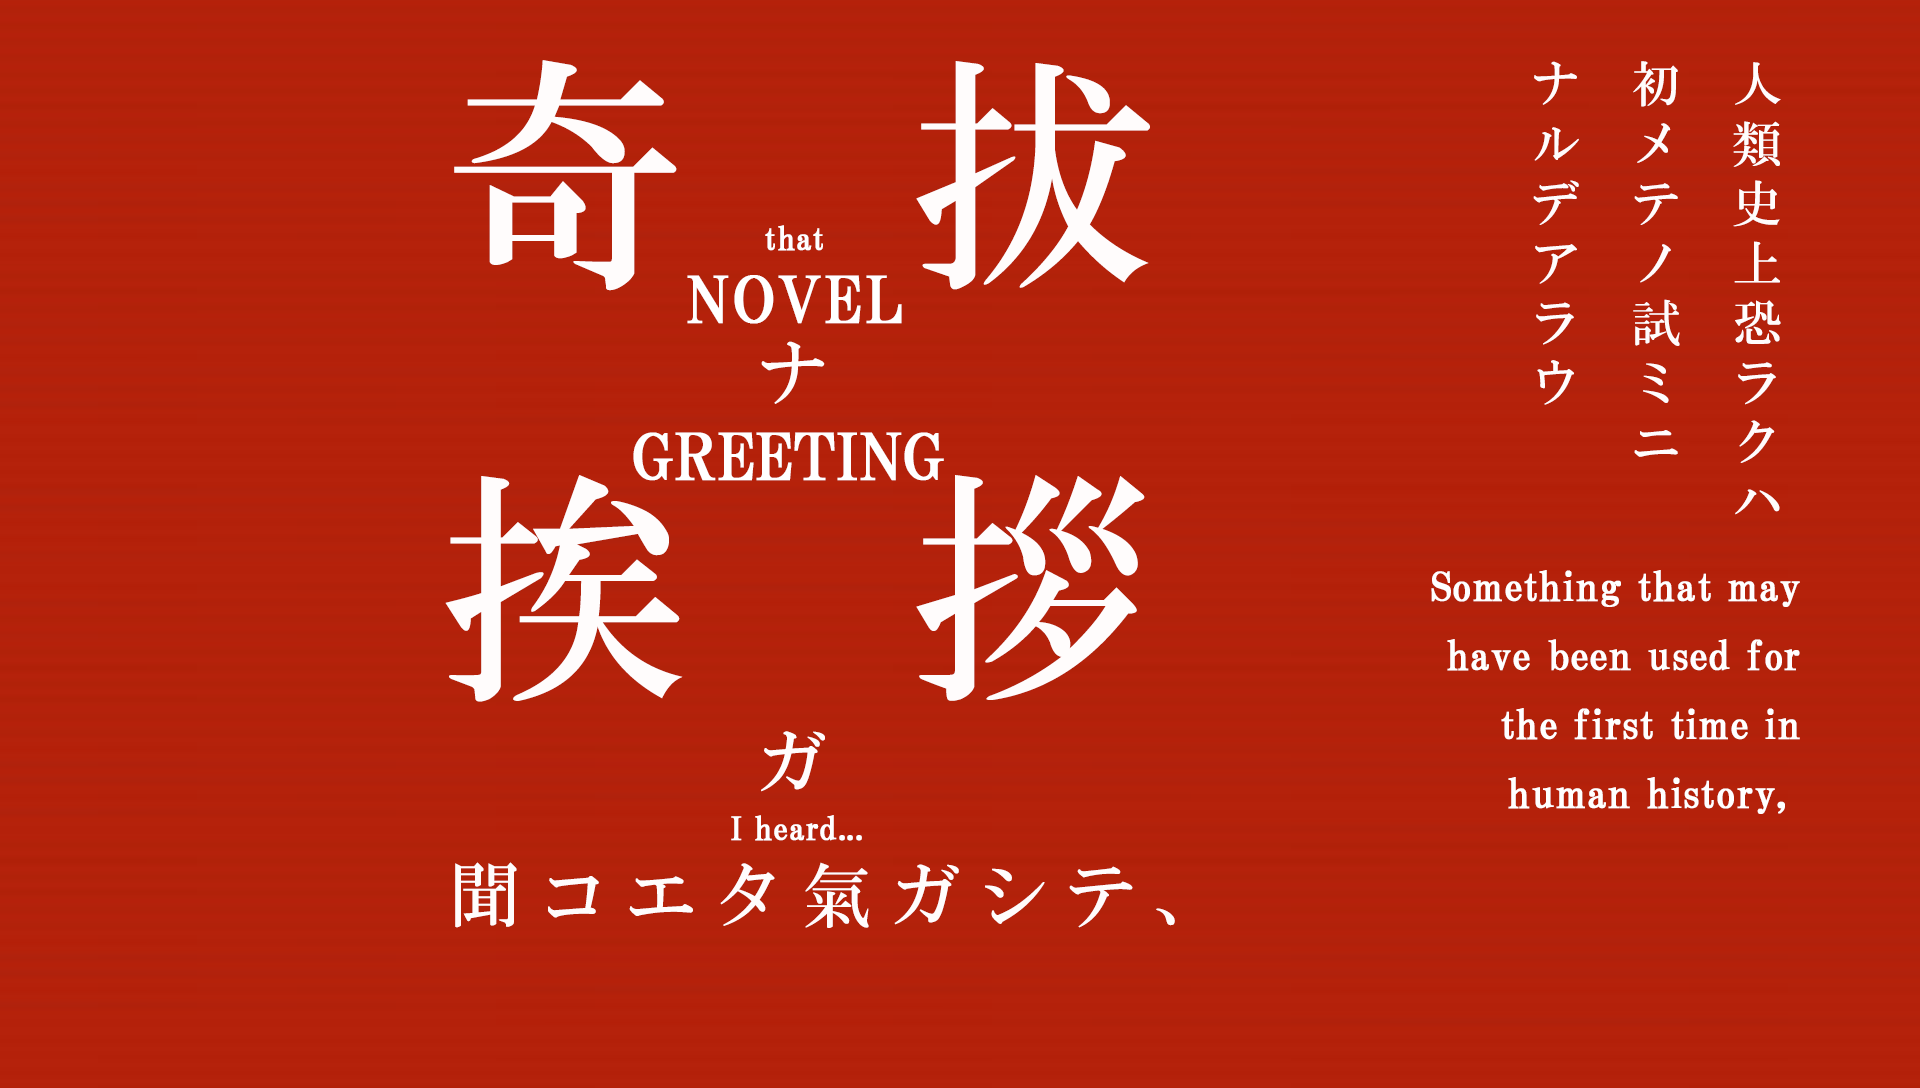 人類史上恐ラクハ
初メテノ試ミニ
ナルデアラウ
Something that may
have been used for
the first time in
human history,
奇拔
that
NOVEL
ナ
GREETING
挨拶
ガ
I heard...
聞コエタ氣ガシテ、